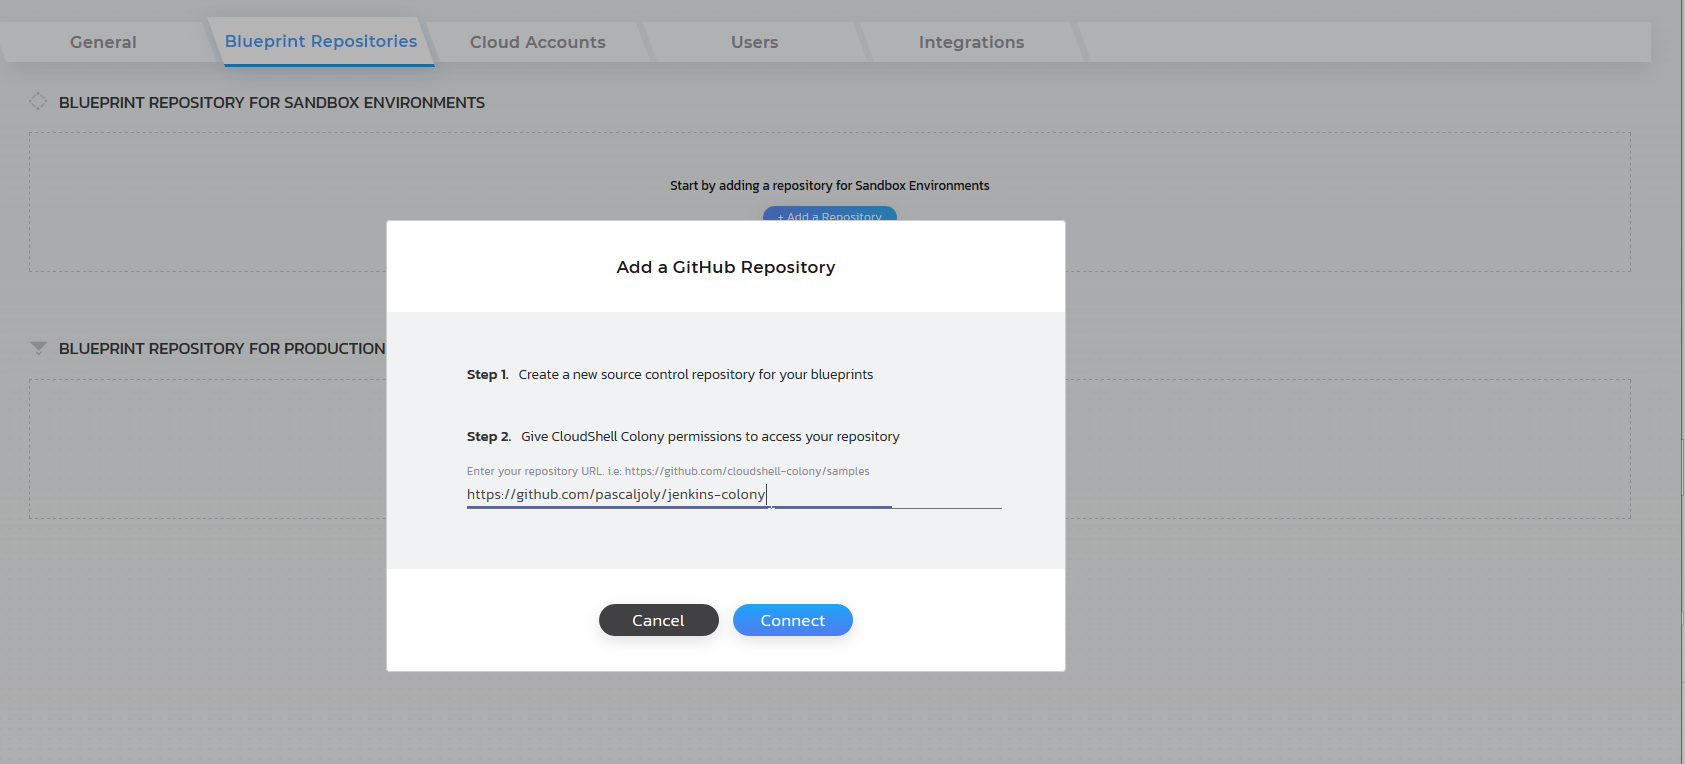 General
Blueprint Repositories
Cloud Accounts
Users
Integrations
BLUEPRINT REPOSITORY FOR SANDBOX ENVIRONMENTS
Start by adding a repository for Sandbox Environments
+ Add a Repository
Add a GitHub Repository
BLUEPRINT REPOSITORY FOR PRODUCTION
Step 1. Create a new source control repository for your blueprints
Step 2. Give CloudShell Colony permissions to access your repository
Enter your repository URL. i.e: https://github.com/cloudshell-colony/samples
https://github.com/pascaljoly/jenkins-colony
Cancel
Connect